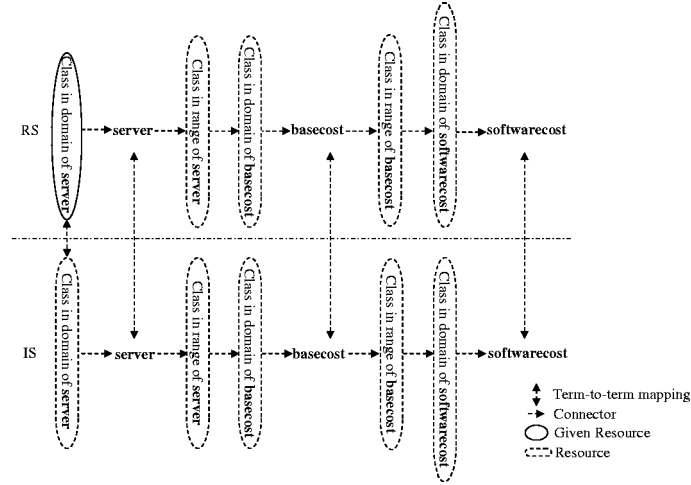 Class in domain of server
Class in range of server
Class in domain of basecost
Class in range of basecost
Class in domain of softwarecost
RS
server
basecost
softwarecost
Class in domain of server
Class in range of server
Class in domain of basecost
Class in range of basecost
Class in domain of softwarecost
IS
server
basecost
softwarecost
Term-to-term mapping
Connector
Given Resource
Resource